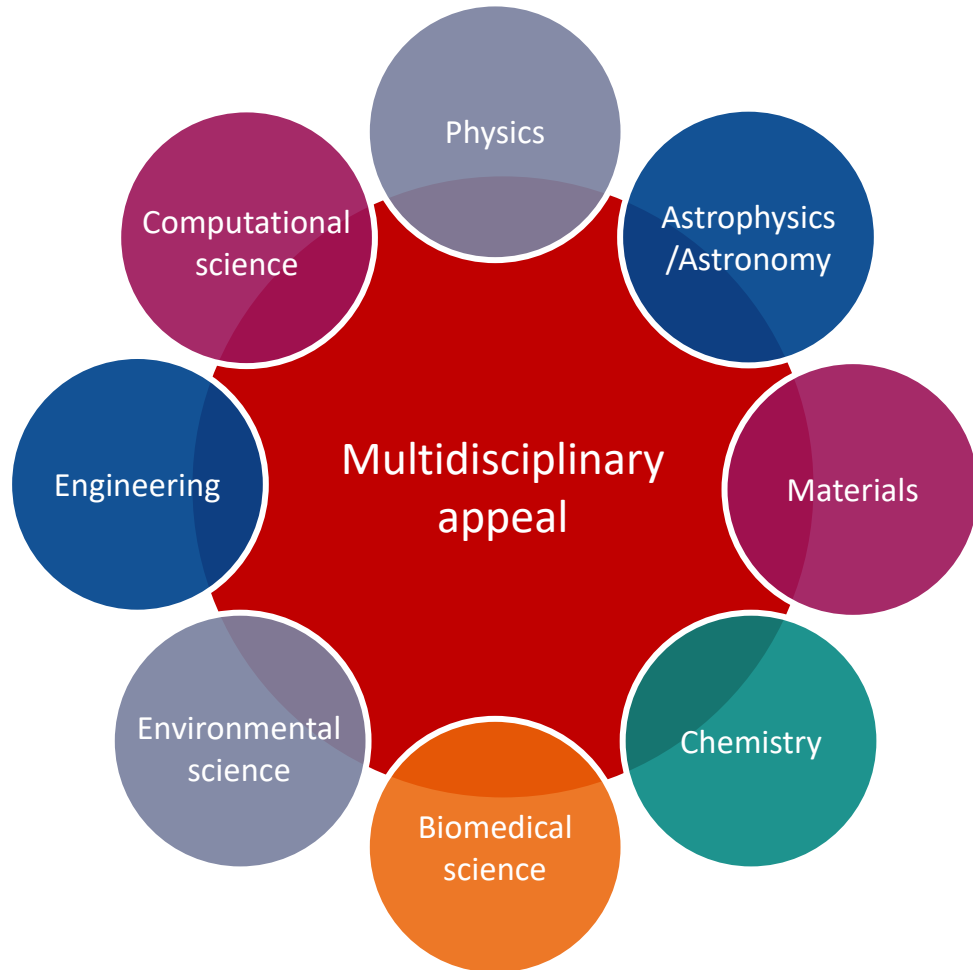 Physics
Astrophysics
/Astronomy
Computational
science
Multidisciplinary
appeal
Engineering
Materials
Environmental
science
Chemistry
Biomedical
science